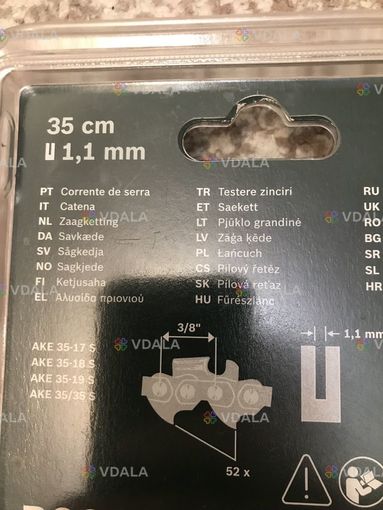 35 cm
1,1 mm
PT Corrente de serra
IT Catena
NL Zaagketting
DA Savkæde
SV Sågkedja
NO Sagkjede
FI Ketjusaha
EL Αλυσίδα πριονιού
TR Testere zinciri
ET Saekett
LT Pjūklo grandinė
LV Zāģa ķēde
PL Łańcuch
CS Pilový řetěz
SK Pílová reťaz
HU Fűrészlánc
RU
UK
RO
BG
SR
SL
HR
AKE 35-17 S
AKE 35-18 S
AKE 35-19 S
AKE 35/35 S
3/8"
1,1 mm
52 x
VDALA